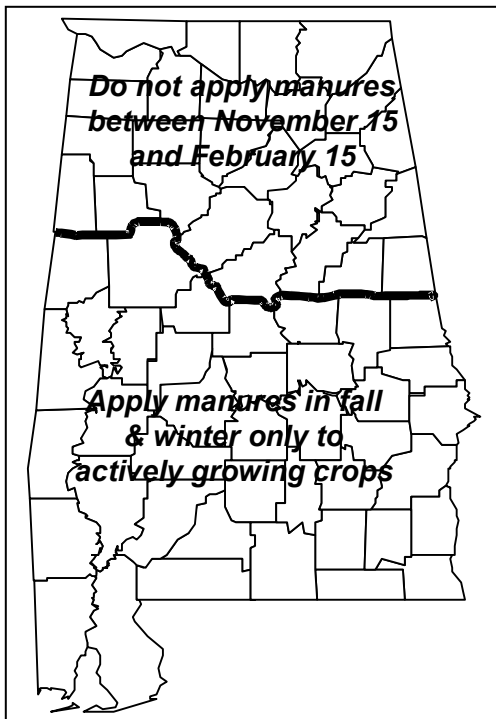 Do not apply manures
between November 15
and February 15
Apply manures in fall
& winter only to
actively growing crops